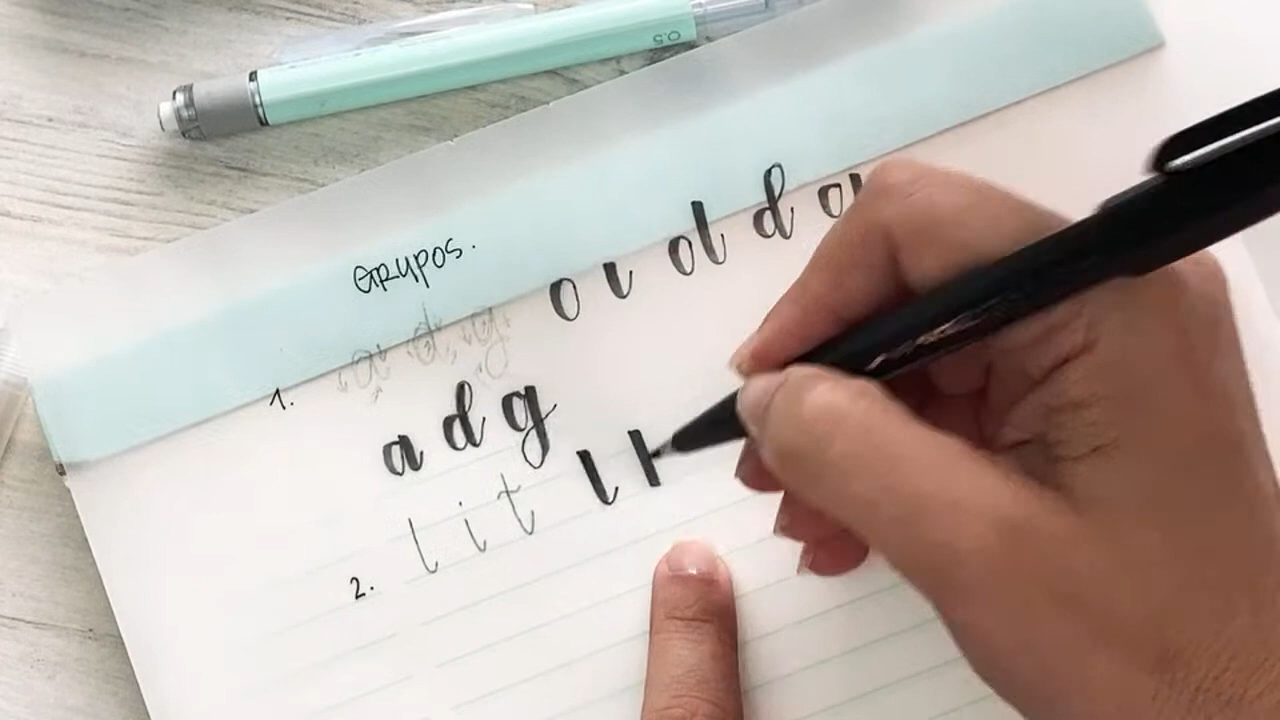 0.5
GRUPOS.
o ι ol d
1. a d, g
a d g
2. l i t l